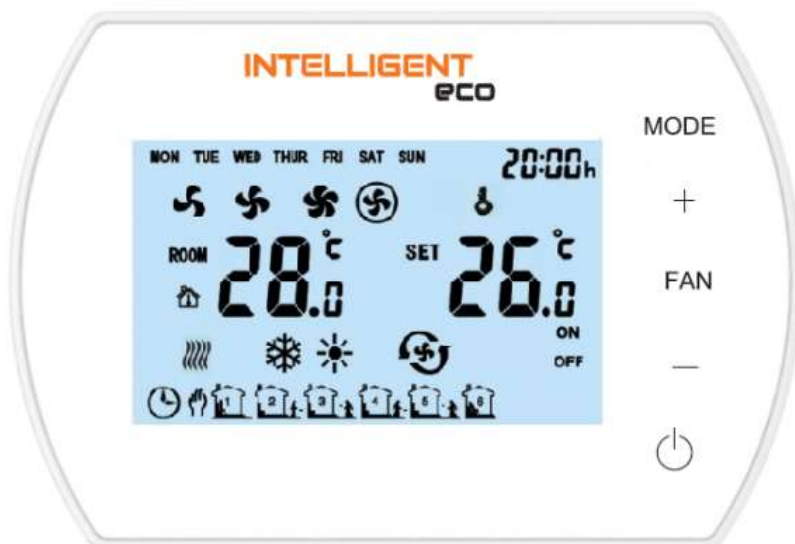 INTELLIGENT
eco
MODE
MON TUE WED THUR FRI SAT SUN 20:00h
+
ROOM 28.0 °C SET 26.0 °C
FAN
ON
OFF
—
1 2 3 4 5 6